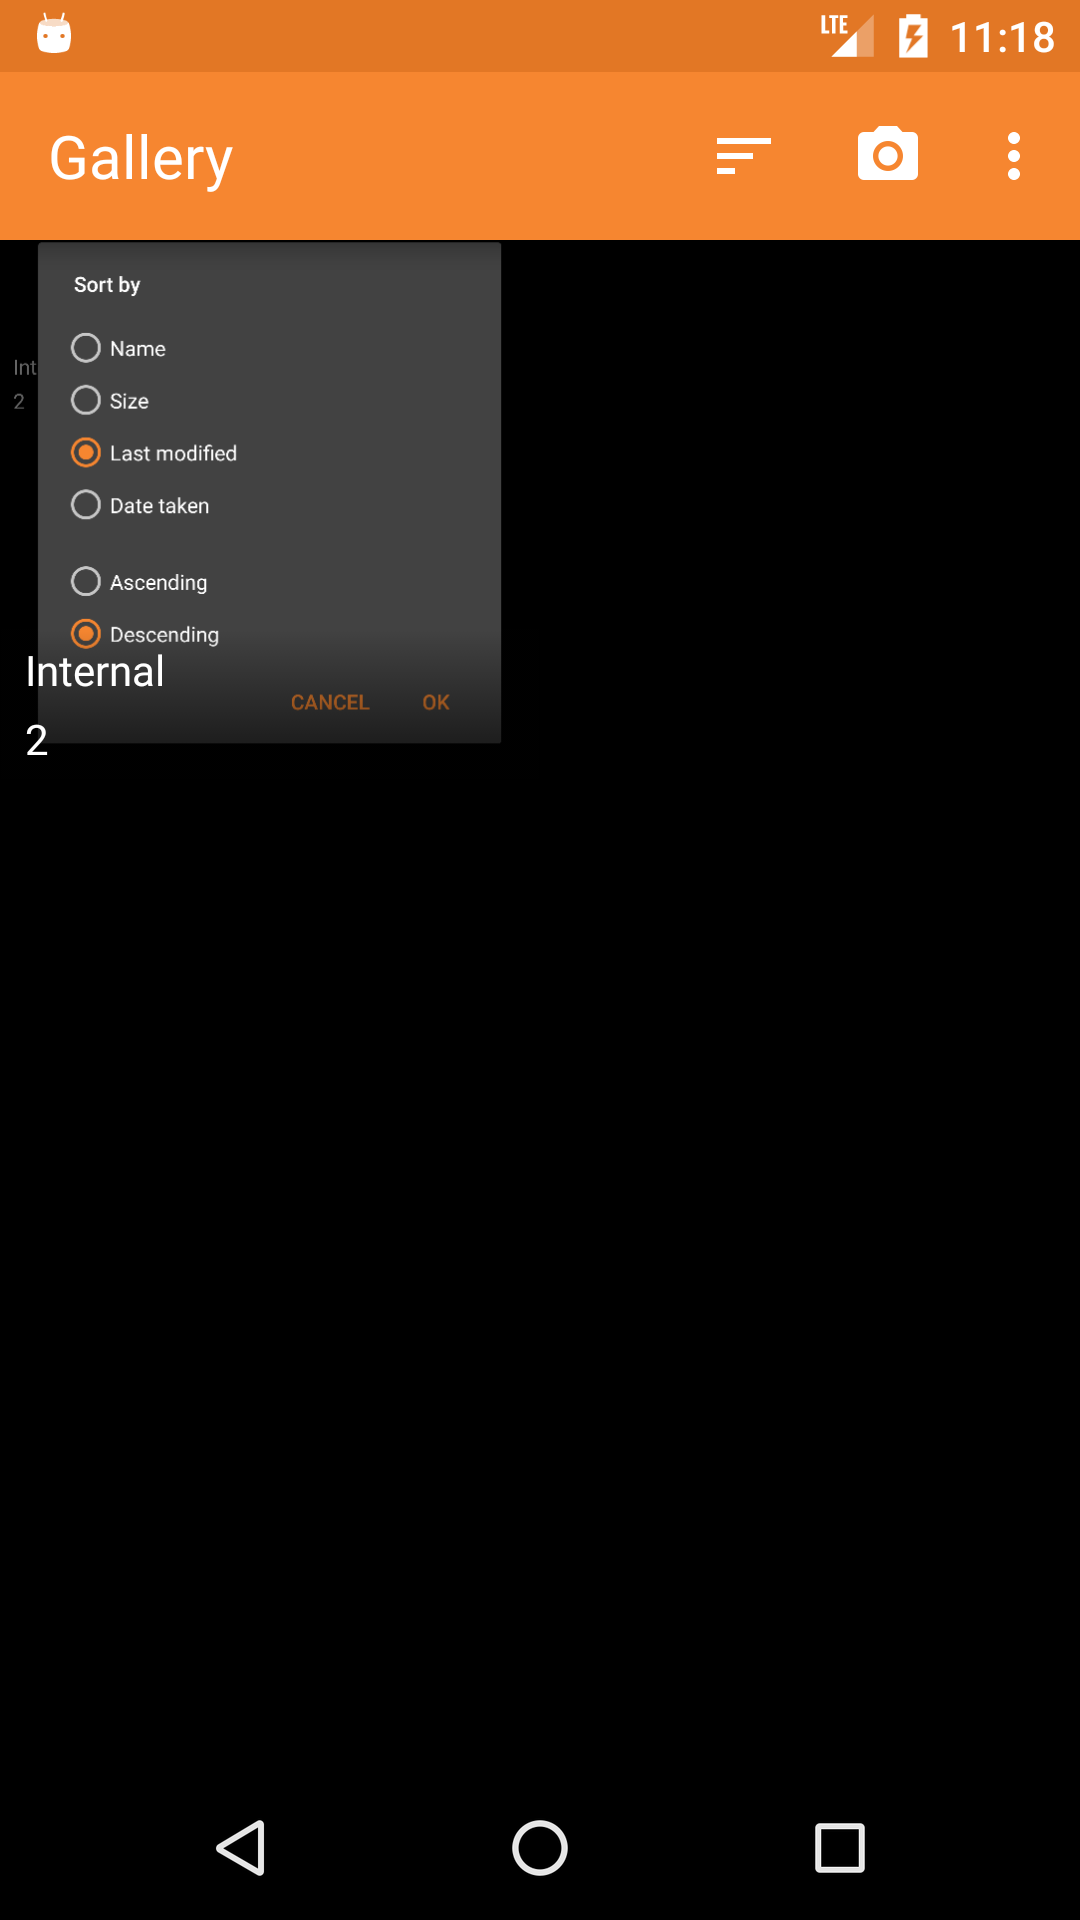 LTE 11:18
Gallery
Sort by
Name
Int
Size
2
Last modified
Date taken
Ascending
Descending
Internal
CANCEL OK
2